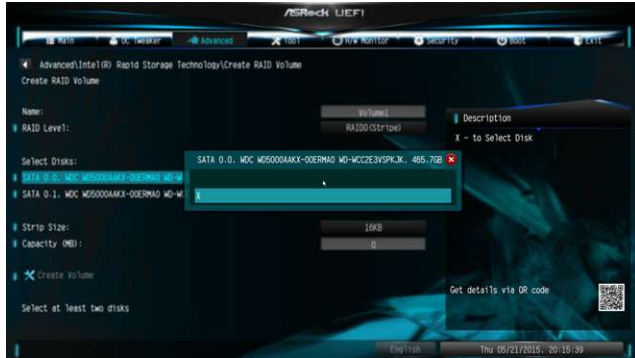 ASRock UEFI
Main OC Tweaker Advanced Tool H/W Monitor Security Boot Exit
Advanced\Intel(R) Rapid Storage Technology\Create RAID Volume
Create RAID Volume
Name: Volume1
RAID Level: RAID0(Stripe)
Select Disks:
SATA 0.0. WDC WD5000AAKX-00ERMA0 WD-W
SATA 0.1. WDC WD5000AAKX-00ERMA0 WD-W
SATA 0.0. WDC WD5000AAKX-00ERMA0 WD-WCC2E3VSPKJK. 465.7GB
X
Strip Size: 16KB
Capacity (MB): 0
Create Volume
Select at least two disks
Description
X - to Select Disk
Get details via QR code
English Thu 05/21/2015. 20:15:39